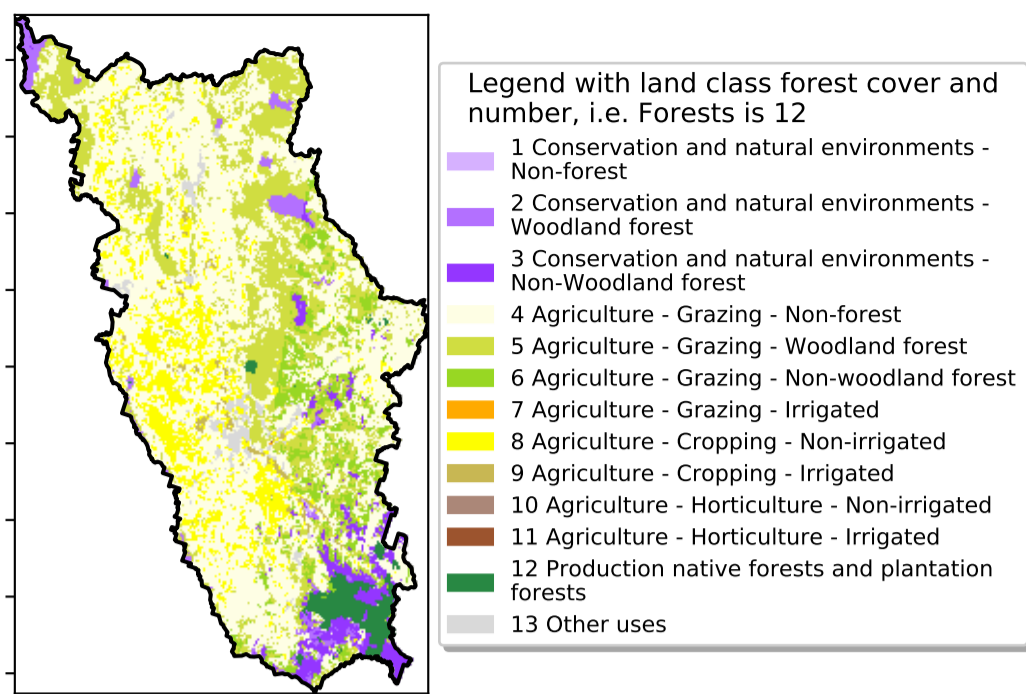 Legend with land class forest cover and
number, i.e. Forests is 12
1 Conservation and natural environments -
Non-forest
2 Conservation and natural environments -
Woodland forest
3 Conservation and natural environments -
Non-Woodland forest
4 Agriculture - Grazing - Non-forest
5 Agriculture - Grazing - Woodland forest
6 Agriculture - Grazing - Non-woodland forest
7 Agriculture - Grazing - Irrigated
8 Agriculture - Cropping - Non-irrigated
9 Agriculture - Cropping - Irrigated
10 Agriculture - Horticulture - Non-irrigated
11 Agriculture - Horticulture - Irrigated
12 Production native forests and plantation
forests
13 Other uses